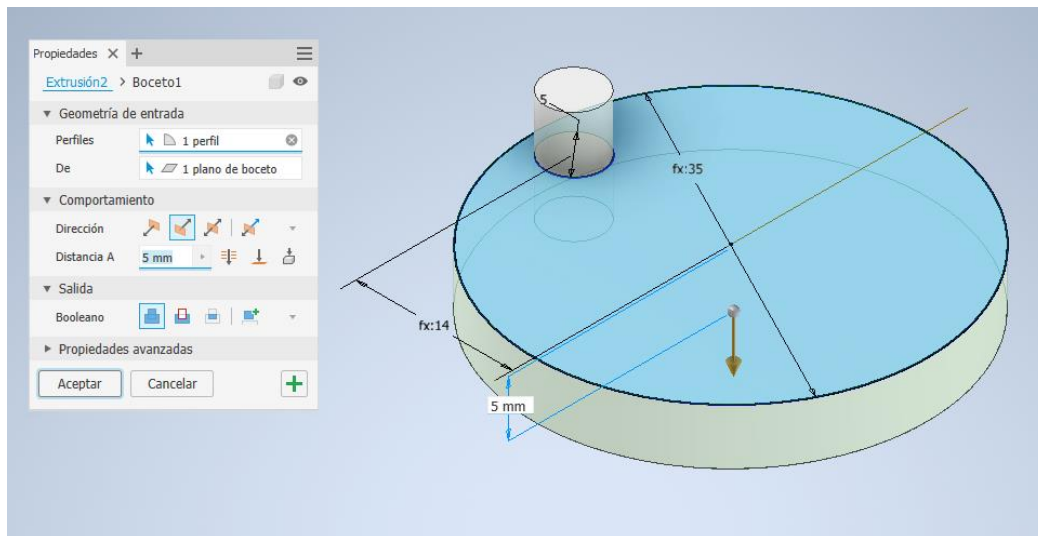 Propiedades
Extrusión2 > Boceto1
Geometría de entrada
Perfiles 1 perfil
De 1 plano de boceto
Comportamiento
Dirección
Distancia A 5 mm
Salida
Booleano
Propiedades avanzadas
Aceptar Cancelar
5
fx:35
fx:14
5 mm